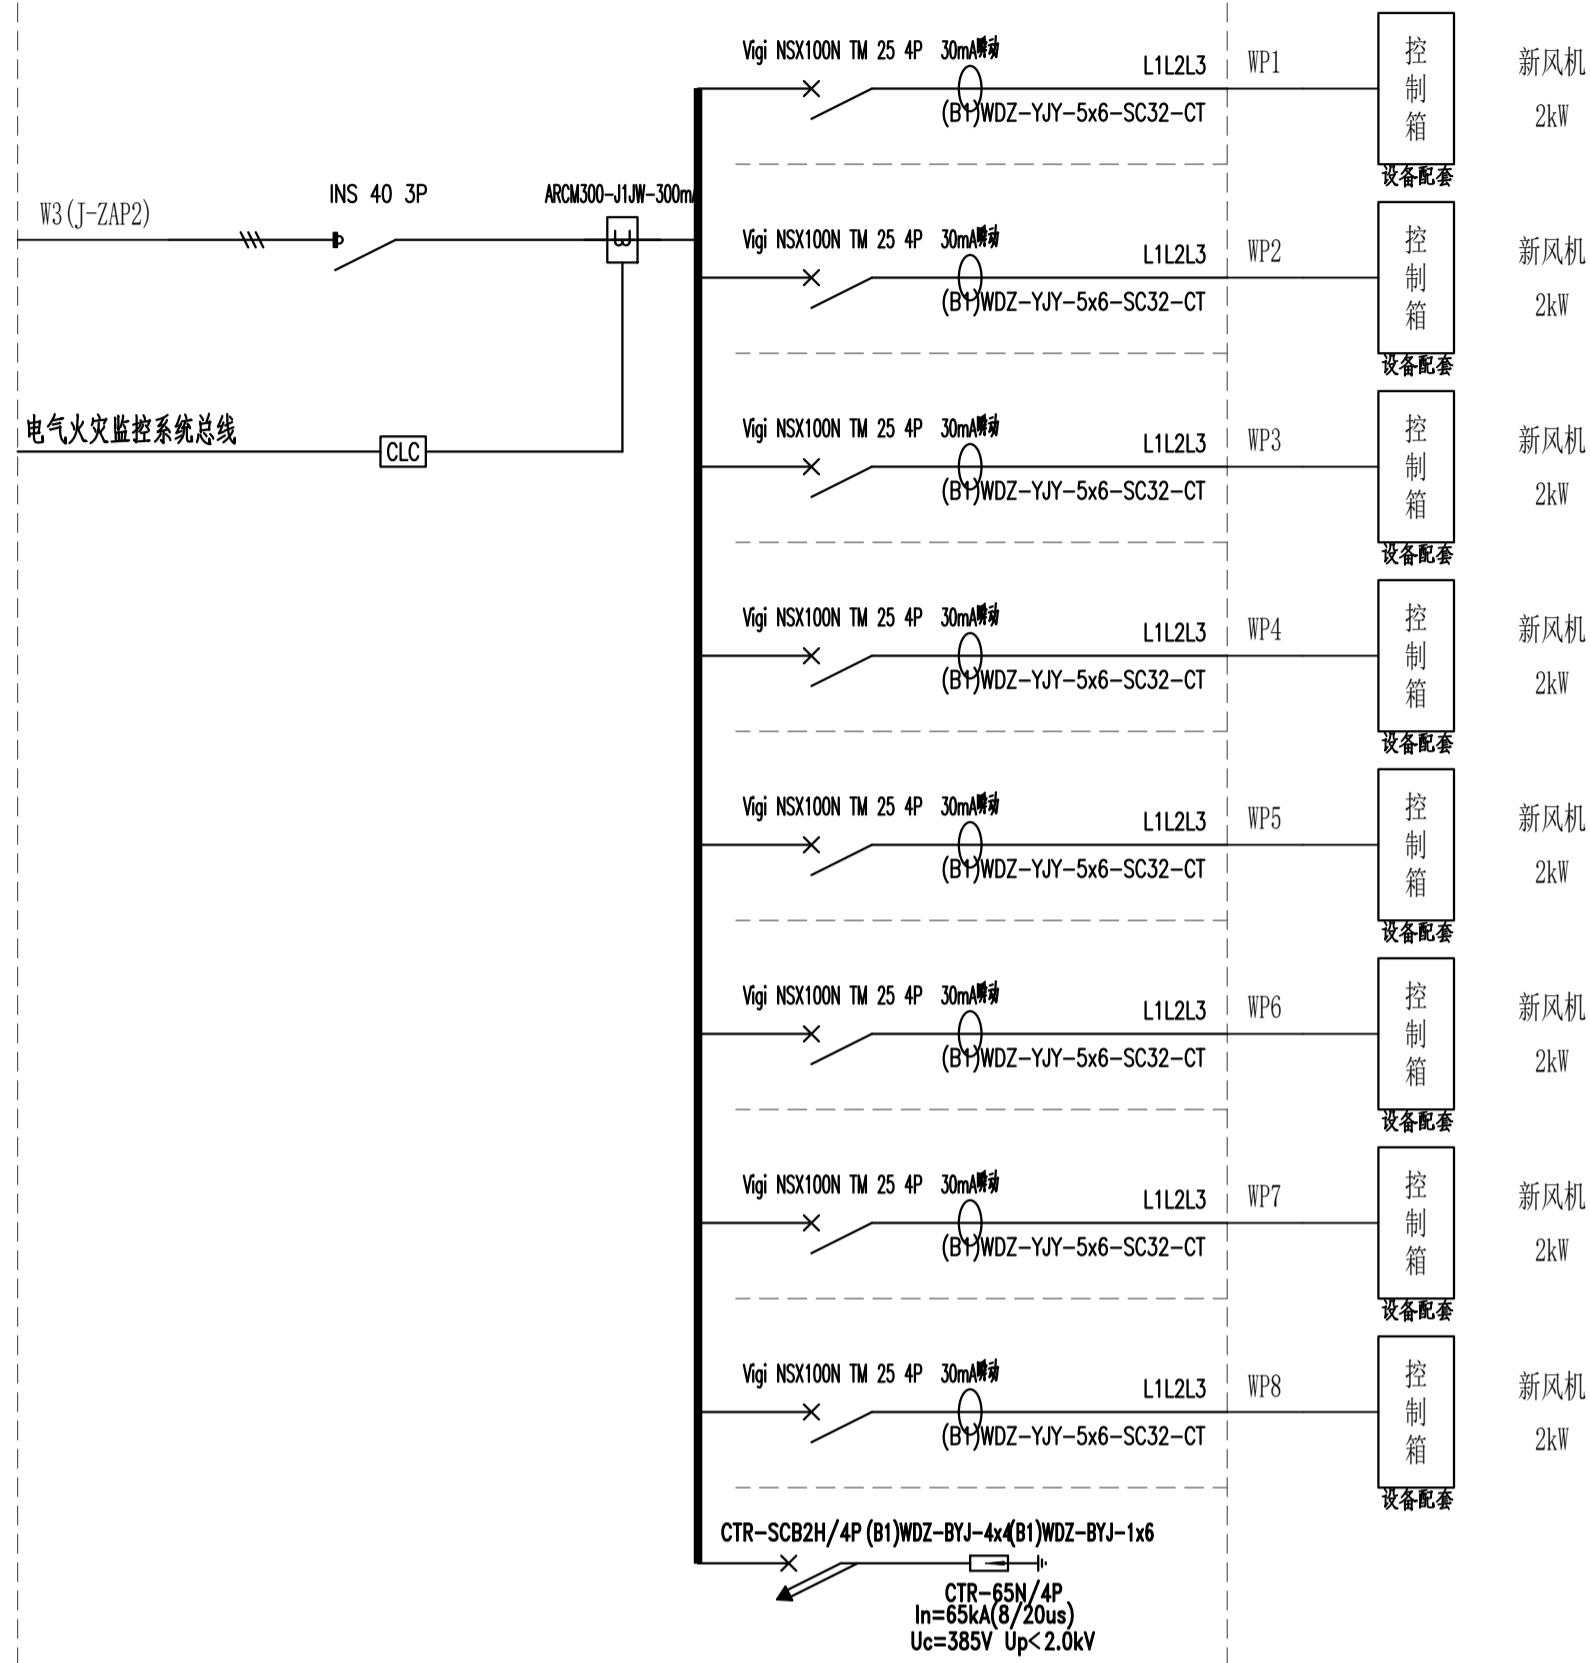 W3(J-ZAP2)
INS 40 3P
ARCM300-J1JW-300m
电气火灾监控系统总线
CLC
Vigi NSX100N TM 25 4P 30mA瞬动
L1L2L3
WP1
(B1)WDZ-YJY-5x6-SC32-CT
控制箱
设备配套
新风机
2kW
Vigi NSX100N TM 25 4P 30mA瞬动
L1L2L3
WP2
(B1)WDZ-YJY-5x6-SC32-CT
控制箱
设备配套
新风机
2kW
Vigi NSX100N TM 25 4P 30mA瞬动
L1L2L3
WP3
(B1)WDZ-YJY-5x6-SC32-CT
控制箱
设备配套
新风机
2kW
Vigi NSX100N TM 25 4P 30mA瞬动
L1L2L3
WP4
(B1)WDZ-YJY-5x6-SC32-CT
控制箱
设备配套
新风机
2kW
Vigi NSX100N TM 25 4P 30mA瞬动
L1L2L3
WP5
(B1)WDZ-YJY-5x6-SC32-CT
控制箱
设备配套
新风机
2kW
Vigi NSX100N TM 25 4P 30mA瞬动
L1L2L3
WP6
(B1)WDZ-YJY-5x6-SC32-CT
控制箱
设备配套
新风机
2kW
Vigi NSX100N TM 25 4P 30mA瞬动
L1L2L3
WP7
(B1)WDZ-YJY-5x6-SC32-CT
控制箱
设备配套
新风机
2kW
Vigi NSX100N TM 25 4P 30mA瞬动
L1L2L3
WP8
(B1)WDZ-YJY-5x6-SC32-CT
控制箱
设备配套
新风机
2kW
CTR-SCB2H/4P (B1)WDZ-BYJ-4x4 (B1)WDZ-BYJ-1x6
CTR-65N/4P
In=65kA(8/20us)
Uc=385V Up<2.0kV